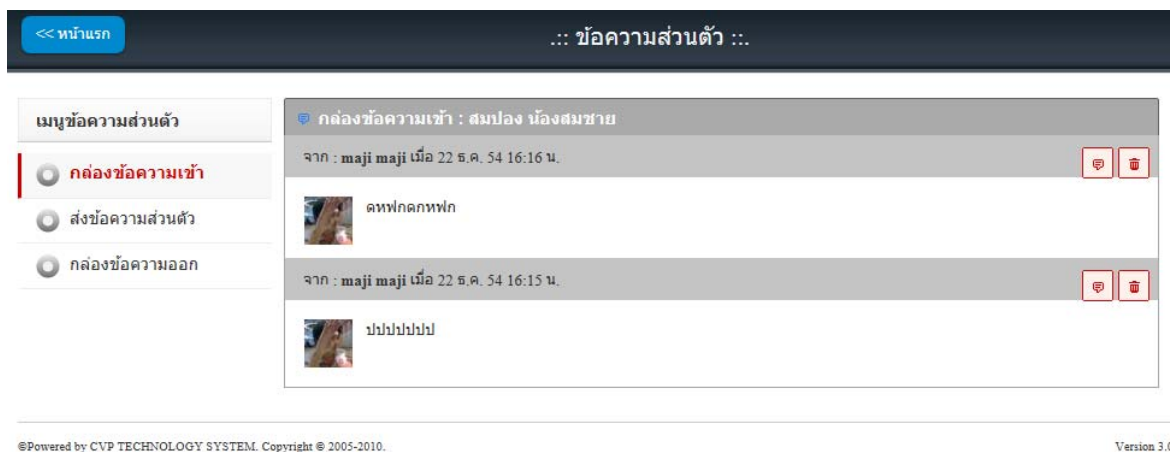 << หน้าแรก
.:: ข้อความส่วนตัว ::.
เมนูข้อความส่วนตัว
กล่องข้อความเข้า
ส่งข้อความส่วนตัว
กล่องข้อความออก
กล่องข้อความเข้า : สมปอง น้องสมชาย
จาก : maji maji เมื่อ 22 ธ.ค. 54 16:16 น.
ดหฟกดกหฟก
จาก : maji maji เมื่อ 22 ธ.ค. 54 16:15 น.
ปปปปปปป
©Powered by CVP TECHNOLOGY SYSTEM. Copyright © 2005-2010.
Version 3.0